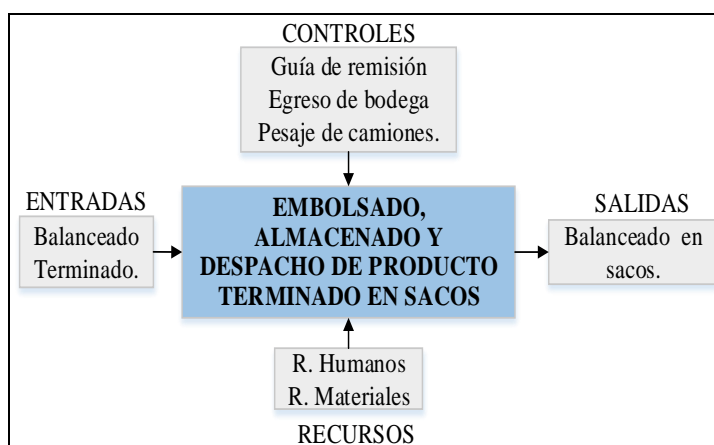 CONTROLES
Guía de remisión
Egreso de bodega
Pesaje de camiones.
ENTRADAS
Balanceado
Terminado.
EMBOLSADO,
ALMACENADO Y
DESPACHO DE PRODUCTO
TERMINADO EN SACOS
SALIDAS
Balanceado en
sacos.
R. Humanos
R. Materiales
RECURSOS